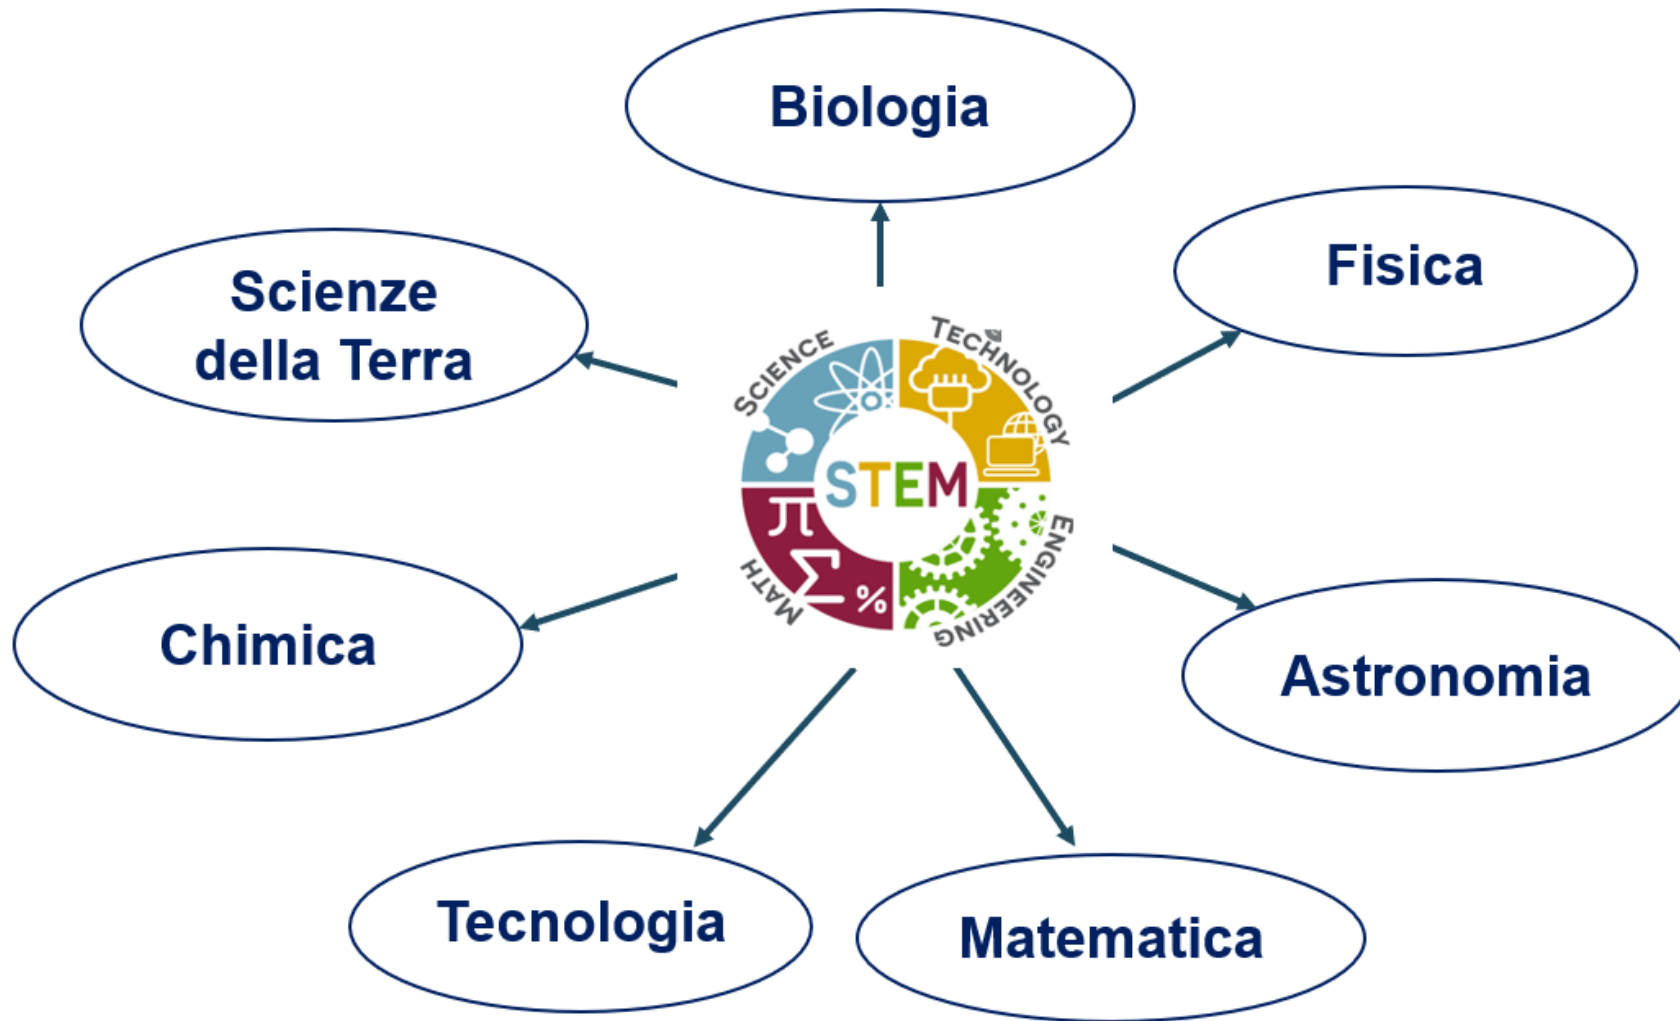 Biologia
Fisica
Scienze
della Terra
SCIENCE
TECHNOLOGY
STEM
π
Σ
%
MATH
ENGINEERING
Chimica
Astronomia
Tecnologia
Matematica